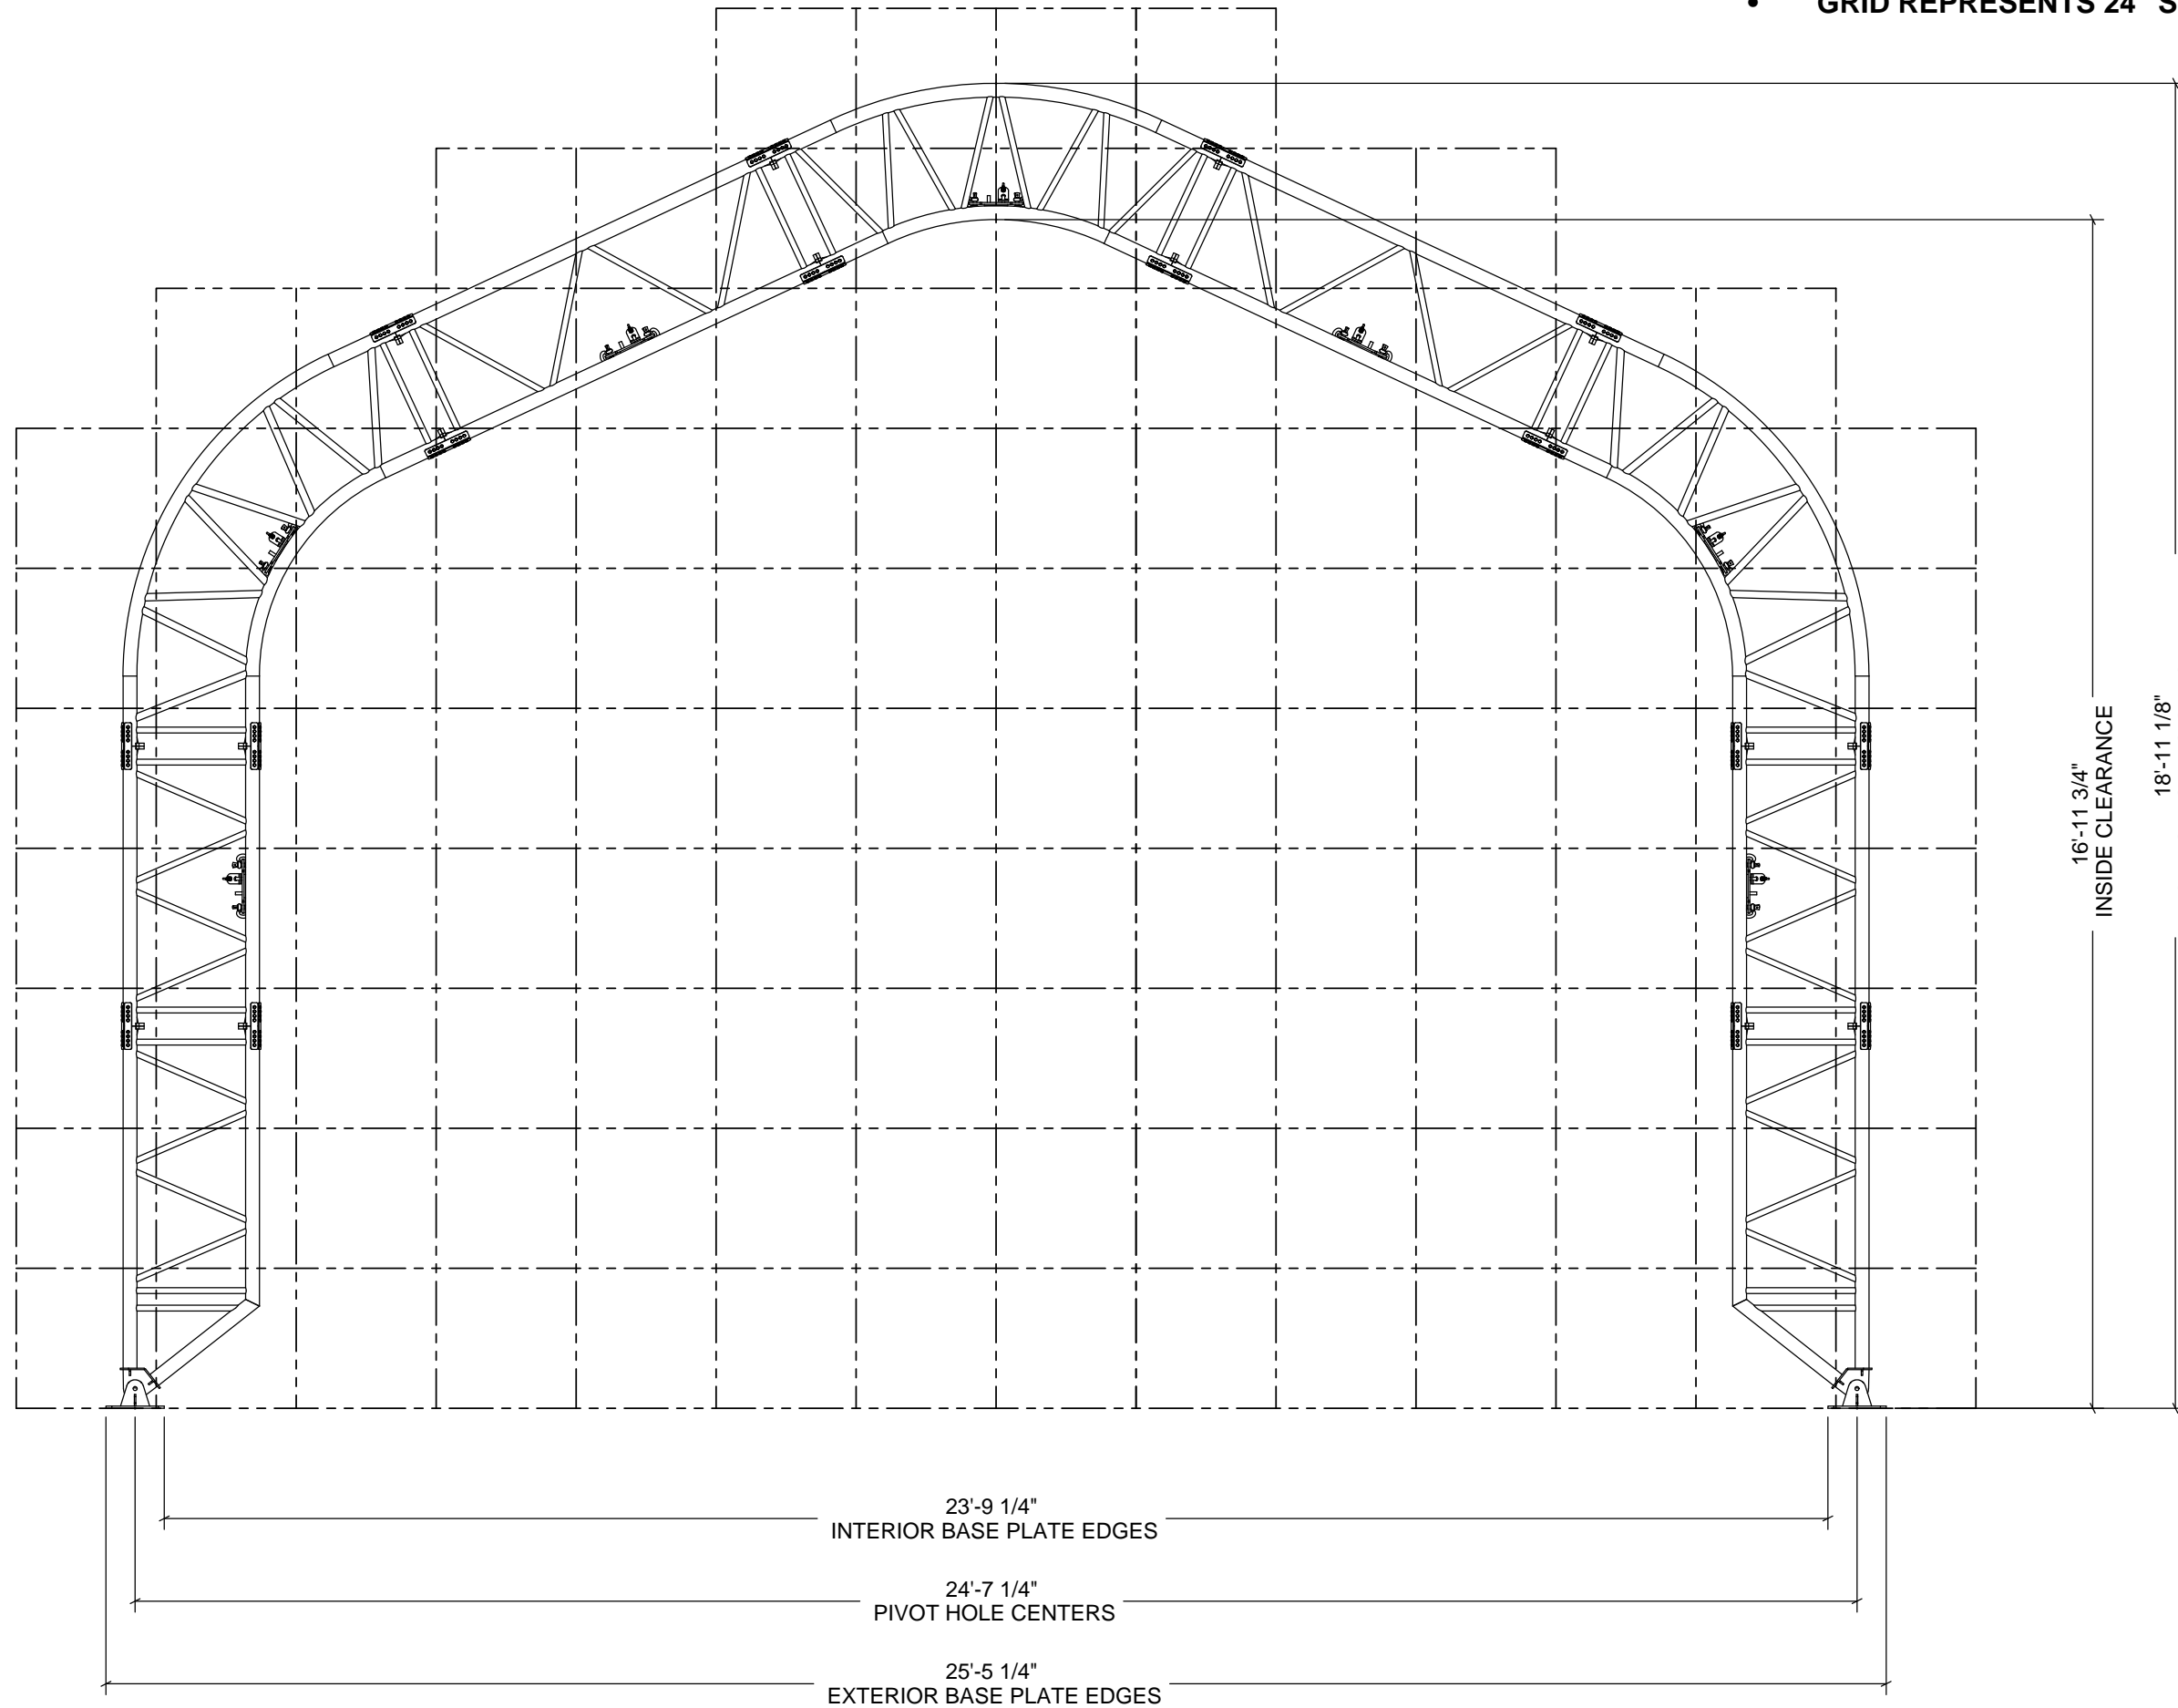 • GRID REPRESENTS 24" S
18'-11 1/8"
16'-11 3/4"
INSIDE CLEARANCE
23'-9 1/4"
INTERIOR BASE PLATE EDGES
24'-7 1/4"
PIVOT HOLE CENTERS
25'-5 1/4"
EXTERIOR BASE PLATE EDGES